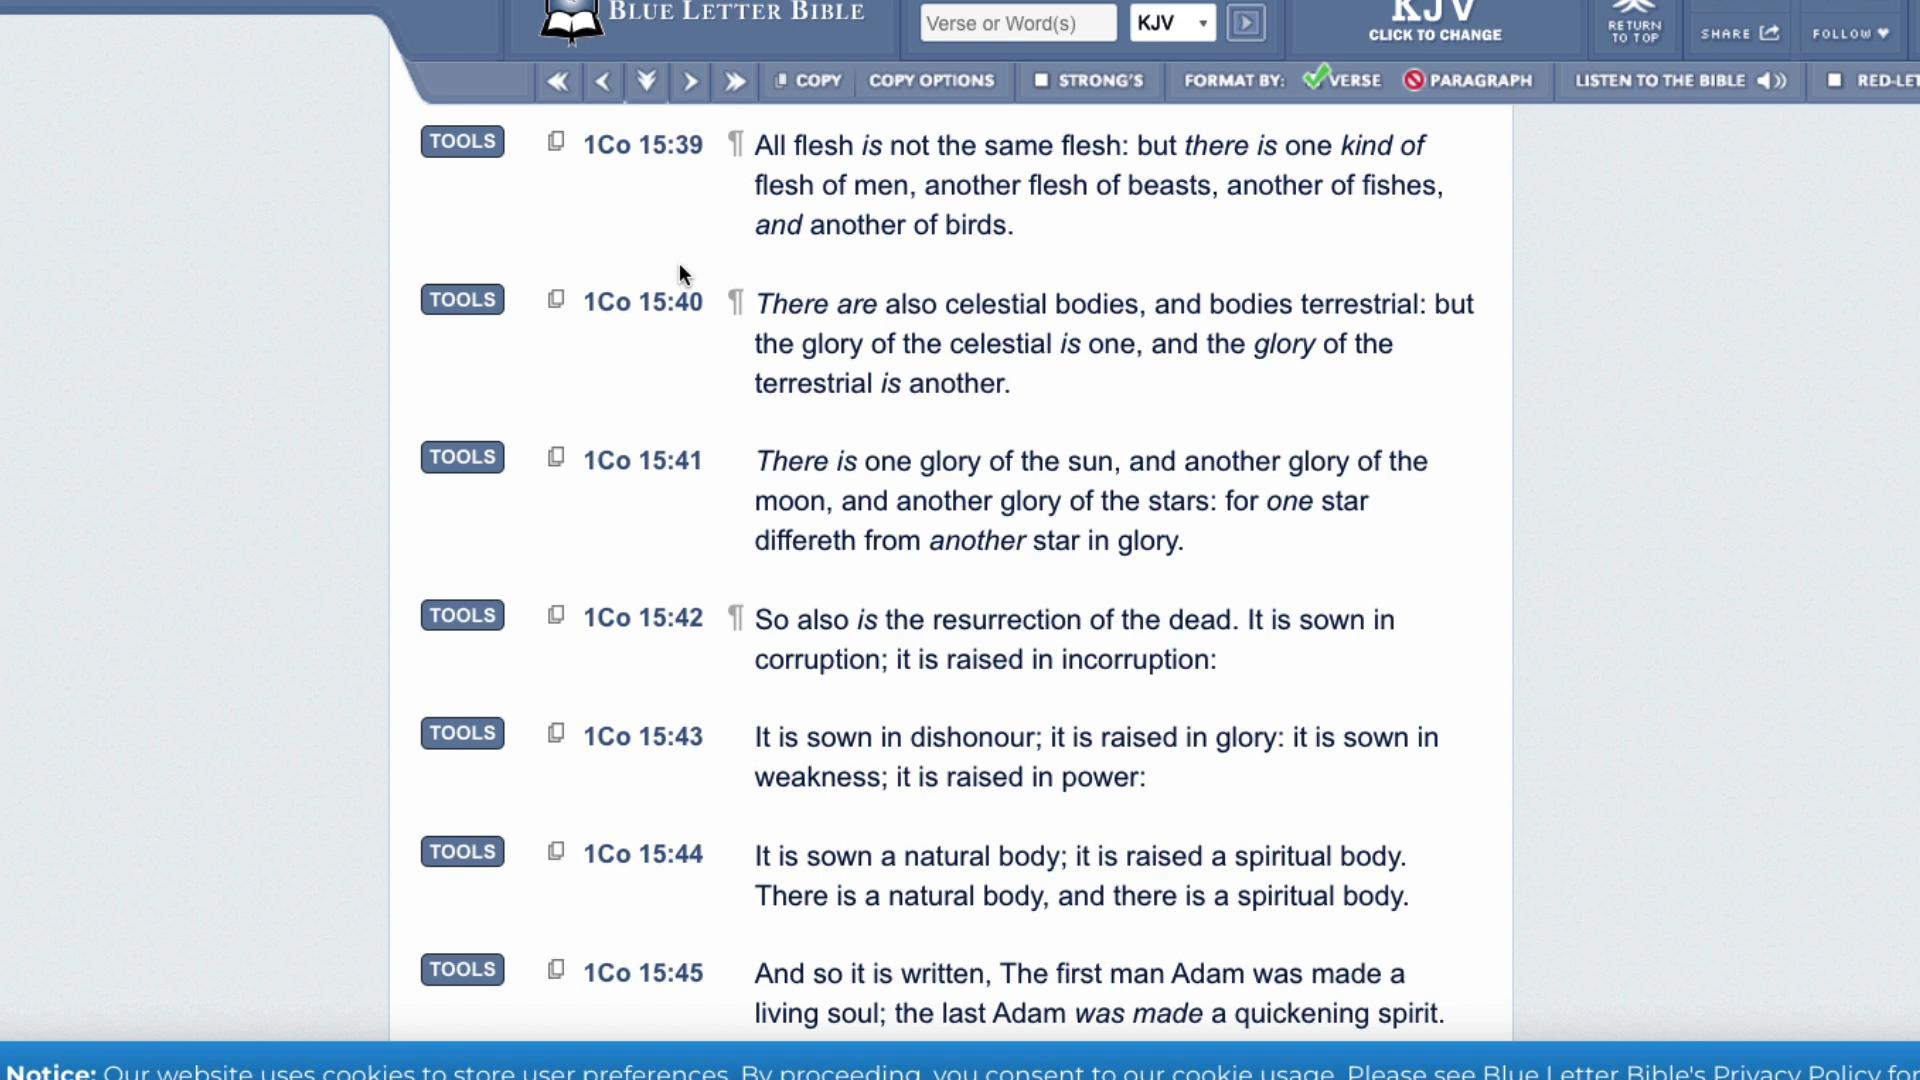 BLUE LETTER BIBLE
Verse or Word(s)
KJV
KJV
CLICK TO CHANGE
RETURN
TO TOP
SHARE
FOLLOW
COPY
COPY OPTIONS
STRONG'S
FORMAT BY:
VERSE
PARAGRAPH
LISTEN TO THE BIBLE
RED-LET
TOOLS
1Co 15:39
¶ All flesh is not the same flesh: but there is one kind of
flesh of men, another flesh of beasts, another of fishes,
and another of birds.
TOOLS
1Co 15:40
¶ There are also celestial bodies, and bodies terrestrial: but
the glory of the celestial is one, and the glory of the
terrestrial is another.
TOOLS
1Co 15:41
There is one glory of the sun, and another glory of the
moon, and another glory of the stars: for one star
differeth from another star in glory.
TOOLS
1Co 15:42
¶ So also is the resurrection of the dead. It is sown in
corruption; it is raised in incorruption:
TOOLS
1Co 15:43
It is sown in dishonour; it is raised in glory: it is sown in
weakness; it is raised in power:
TOOLS
1Co 15:44
It is sown a natural body; it is raised a spiritual body.
There is a natural body, and there is a spiritual body.
TOOLS
1Co 15:45
And so it is written, The first man Adam was made a
living soul; the last Adam was made a quickening spirit.
Notice: Our website uses cookies to store user preferences. By proceeding, you consent to our cookie usage. Please see Blue Letter Bible's Privacy Policy for